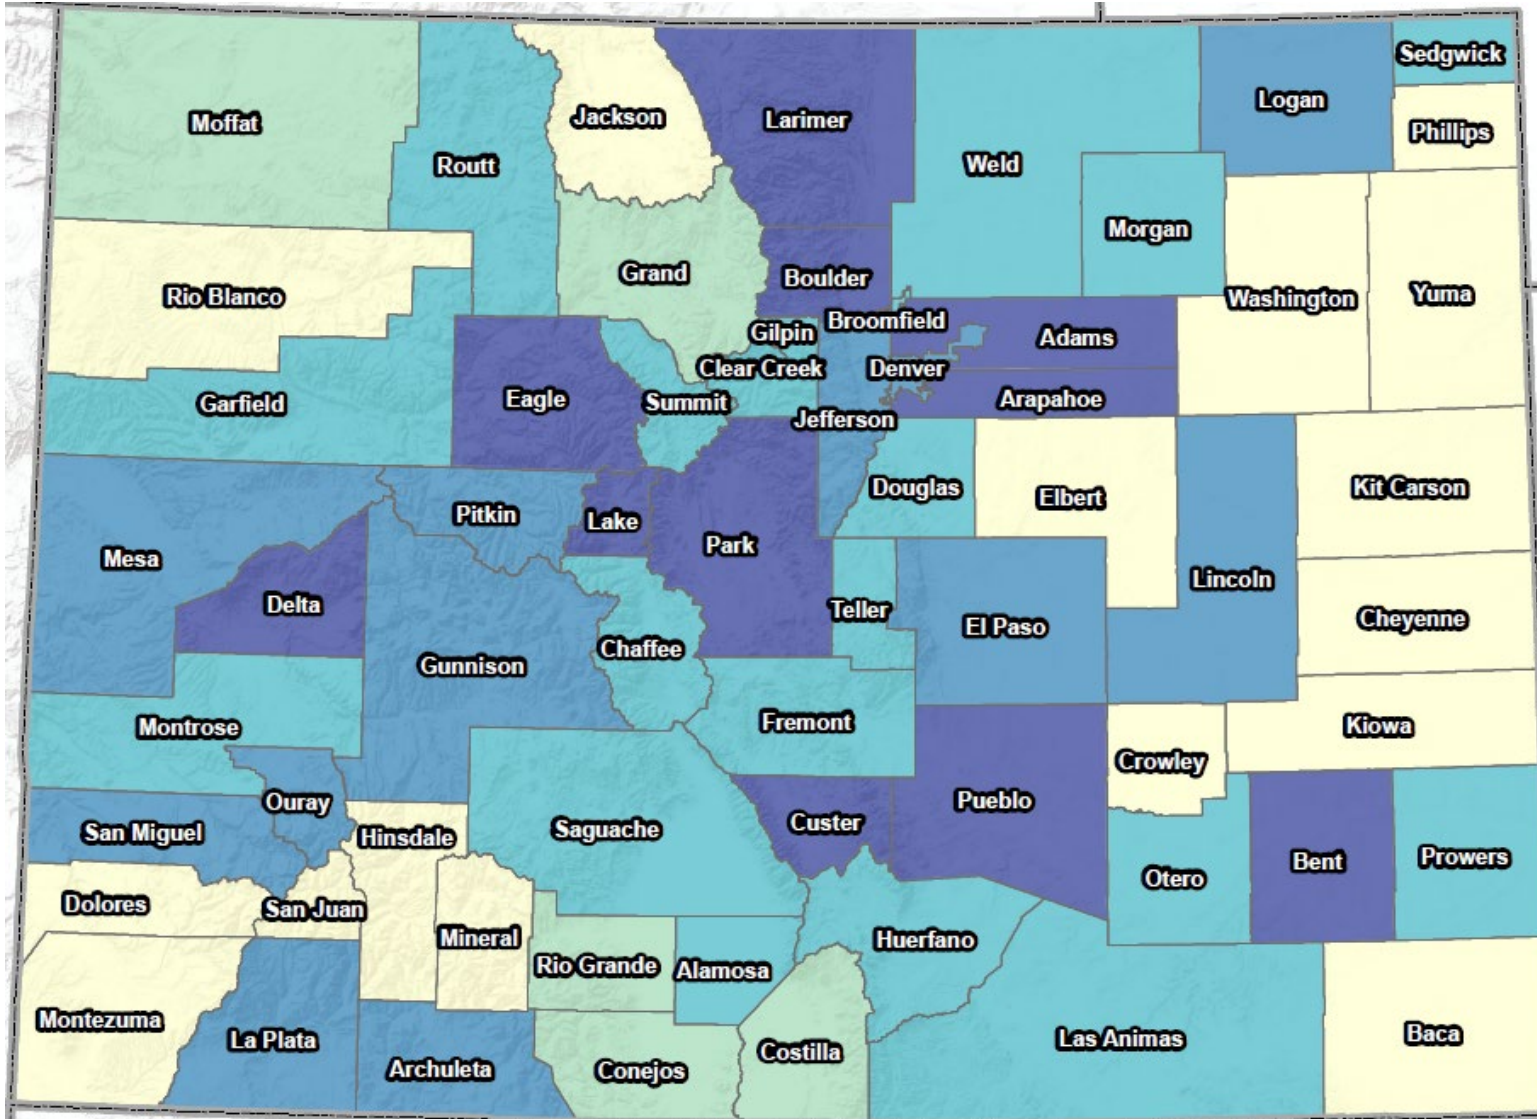 Sedgwick
Logan
Moffat
Jackson
Larimer
Phillips
Routt
Weld
Morgan
Grand
Boulder
Rio Blanco
Washington
Yuma
Broomfield
Gilpin
Adams
Clear Creek
Denver
Eagle
Garfield
Summit
Arapahoe
Jefferson
Douglas
Elbert
Kit Carson
Pitkin
Lake
Park
Mesa
Lincoln
Delta
Teller
El Paso
Cheyenne
Chaffee
Gunnison
Montrose
Fremont
Kiowa
Crowley
Ouray
Pueblo
San Miguel
Hinsdale
Saguache
Custer
Prowers
Bent
Otero
Dolores
San Juan
Mineral
Huerfano
Rio Grande
Alamosa
Montezuma
La Plata
Baca
Las Animas
Costilla
Archuleta
Conejos